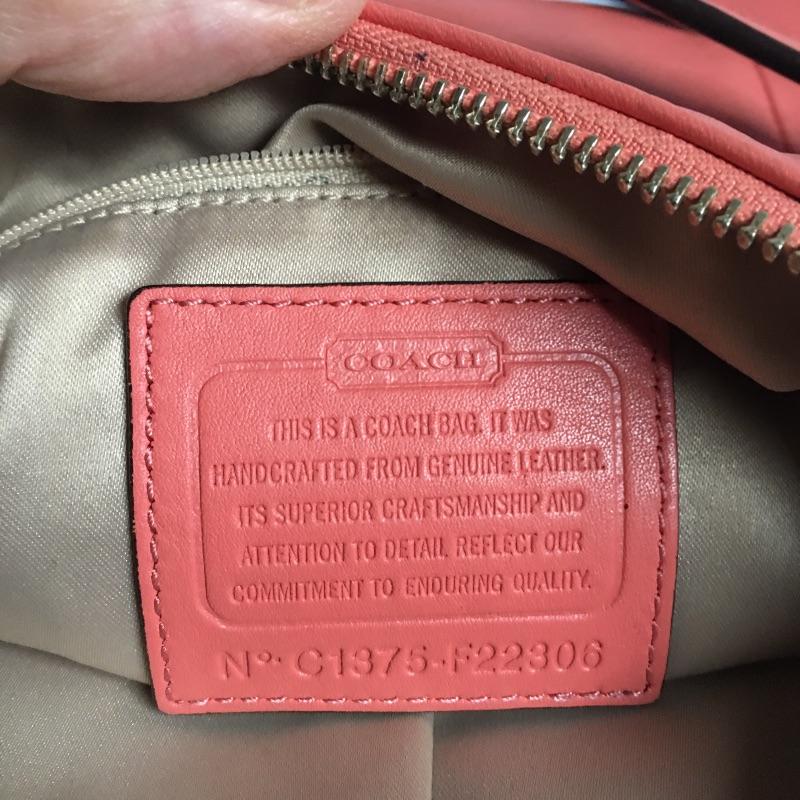 COACH
THIS IS A COACH BAG. IT WAS
HANDCRAFTED FROM GENUINE LEATHER.
ITS SUPERIOR CRAFTSMANSHIP AND
ATTENTION TO DETAIL REFLECT OUR
COMMITMENT TO ENDURING QUALITY.
Nº· C1375-F22306